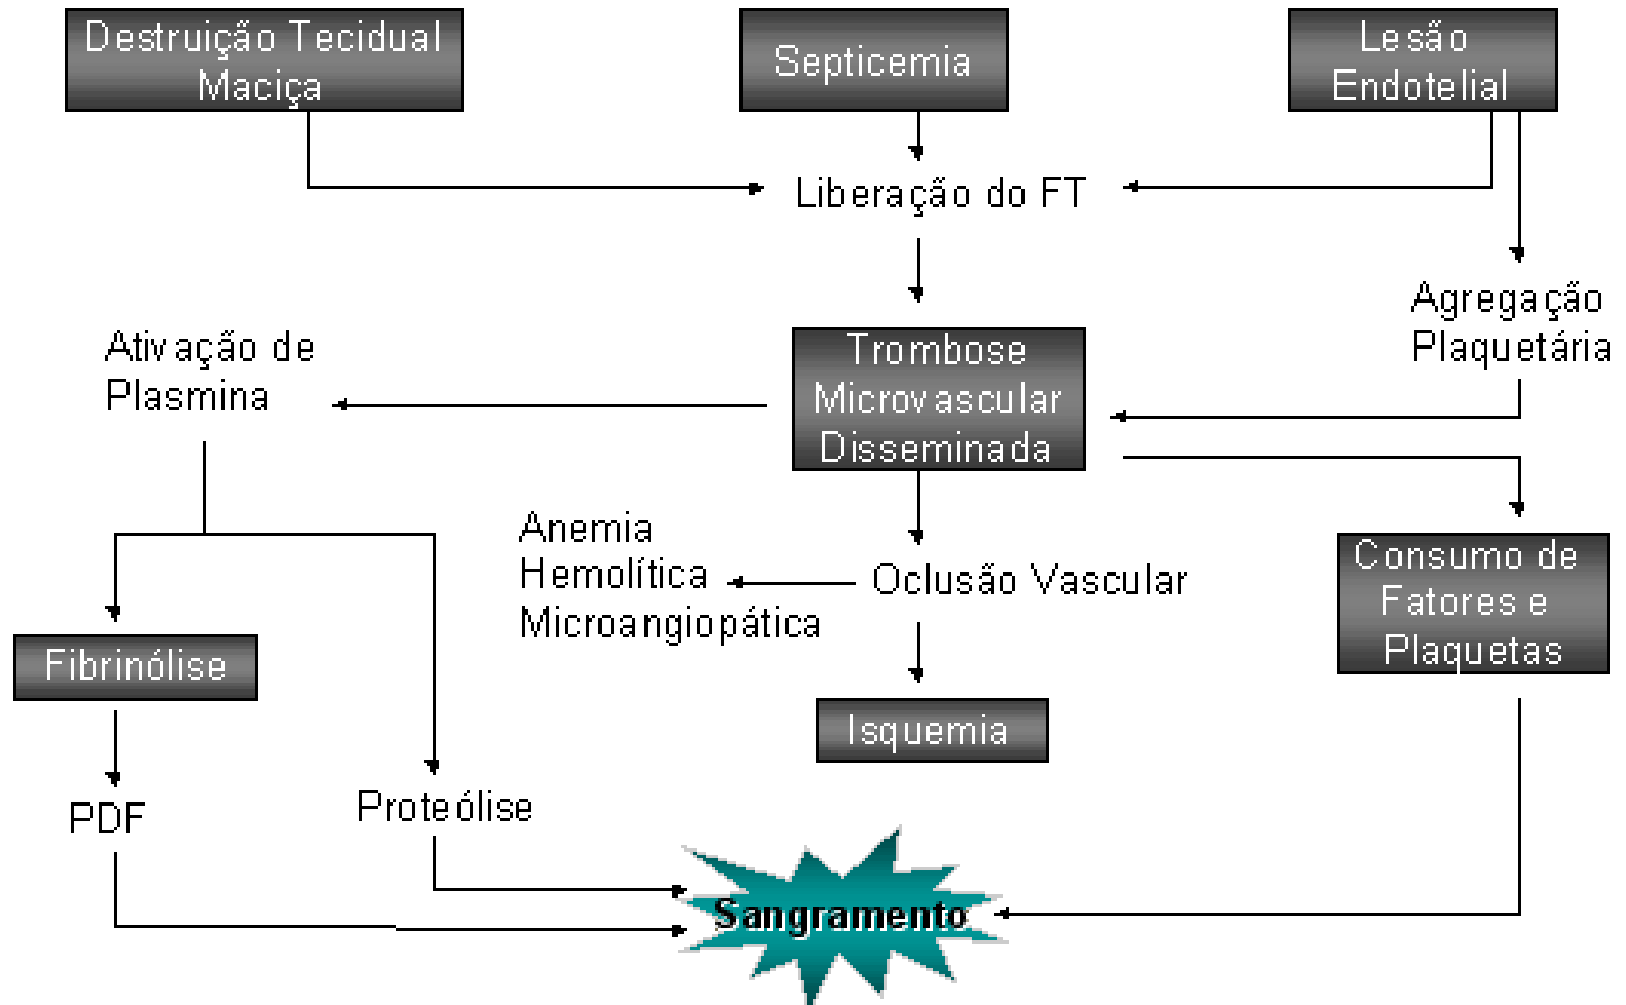 Destruição Tecidual
Maciça
Septicemia
Lesão
Endotelial
Liberação do FT
Agregação
Plaquetária
Ativação de
Plasmina
Trombose
Microvascular
Disseminada
Anemia
Hemolítica
Microangiopática
Oclusão Vascular
Consumo de
Fatores e
Plaquetas
Fibrinólise
Isquemia
PDF
Proteólise
Sangramento